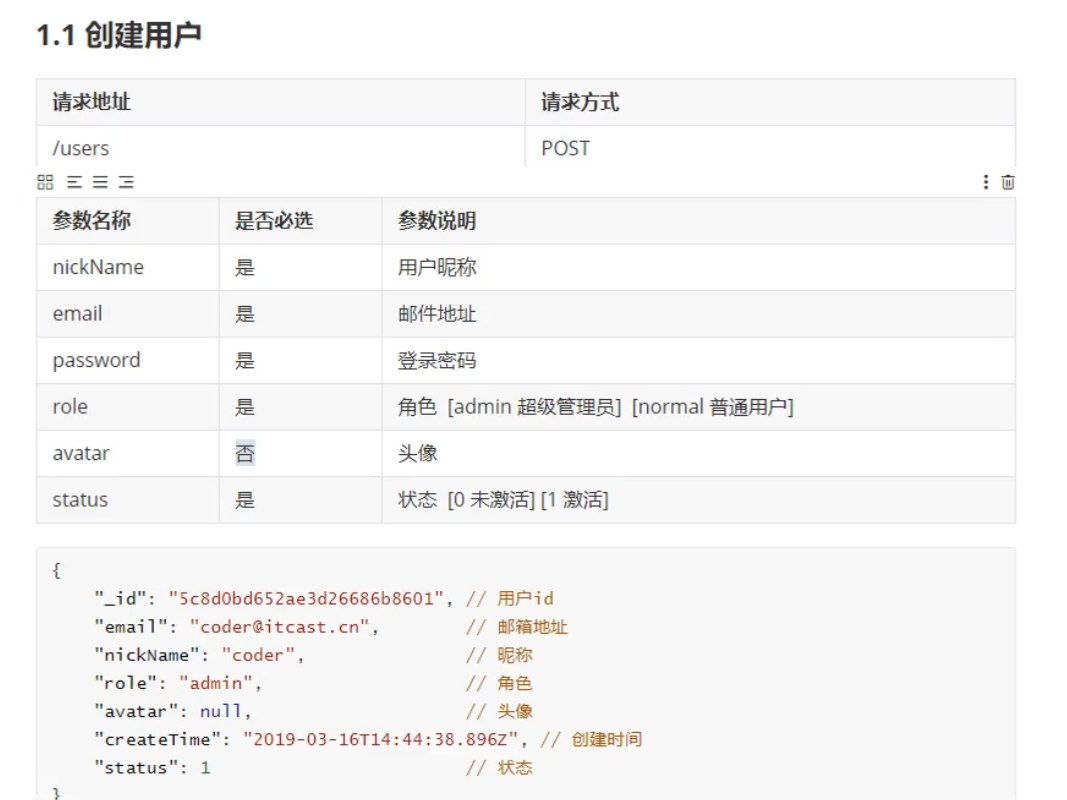 1.1 创建用户
请求地址 请求方式
/users POST
参数名称 是否必选 参数说明
nickName 是 用户昵称
email 是 邮件地址
password 是 登录密码
role 是 角色 [admin 超级管理员] [normal 普通用户]
avatar 否 头像
status 是 状态 [0 未激活] [1 激活]
{
"_id": "5c8d0bd652ae3d26686b8601", // 用户id
"email": "coder@itcast.cn", // 邮箱地址
"nickName": "coder", // 昵称
"role": "admin", // 角色
"avatar": null, // 头像
"createTime": "2019-03-16T14:44:38.896Z", // 创建时间
"status": 1 // 状态
}